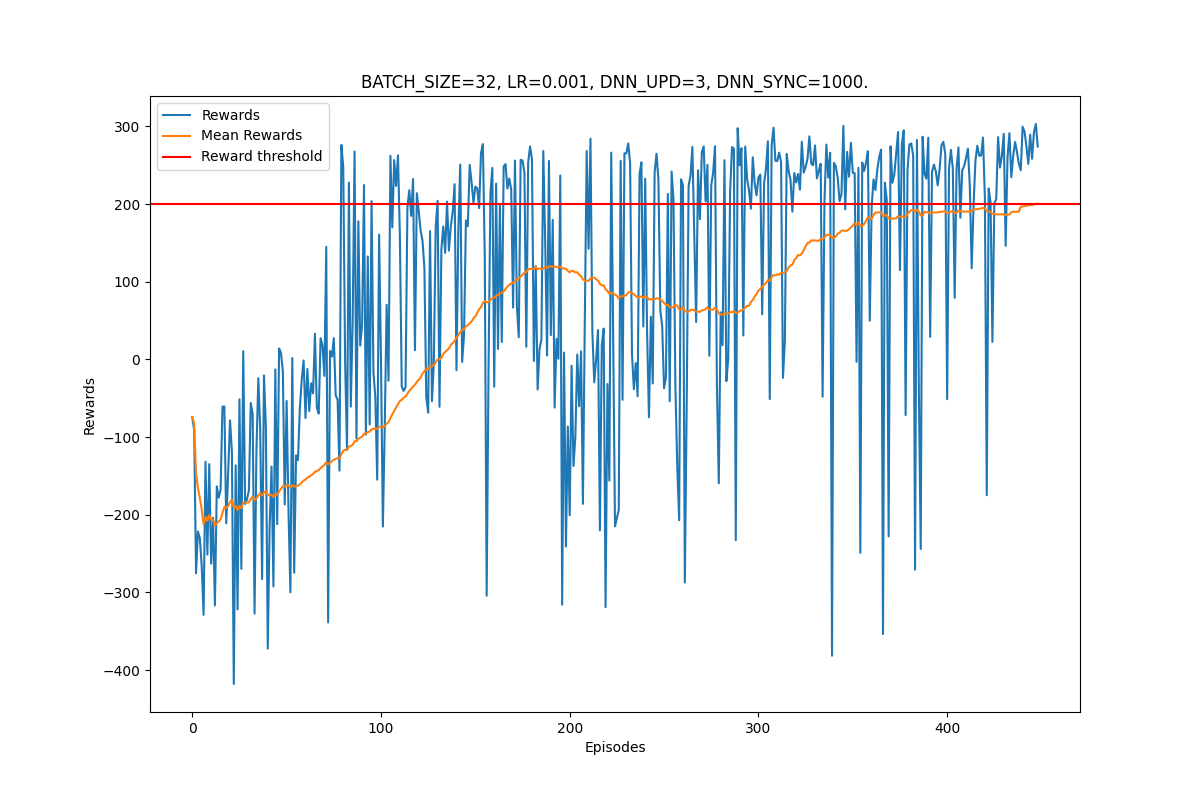 BATCH_SIZE=32, LR=0.001, DNN_UPD=3, DNN_SYNC=1000.
Rewards
Mean Rewards
Reward threshold
300
200
100
0
−100
−200
−300
−400
Rewards
0 100 200 300 400
Episodes